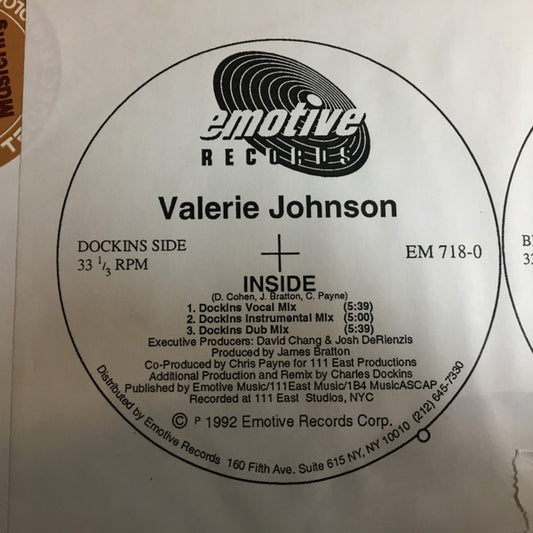 Mastering
emotive
RECORDS
Valerie Johnson
DOCKINS SIDE
33 1/3 RPM
EM 718-0
INSIDE
(D. Cohen, J. Bratton, C. Payne)
1. Dockins Vocal Mix (5:39)
2. Dockins Instrumental Mix (5:00)
3. Dockins Dub Mix (5:39)
Executive Producers: David Chang & Josh DeRienzis
Produced by James Bratton
Co-Produced by Chris Payne for 111 East Productions
Additional Production and Remix by Charles Dockins
Published by Emotive Music/111East Music/1B4 MusicASCAP
Recorded at 111 East Studios, NYC
© P 1992 Emotive Records Corp.
Distributed by Emotive Records 160 Fifth Ave. Suite 615 NY, NY 10010 (212) 645-7330